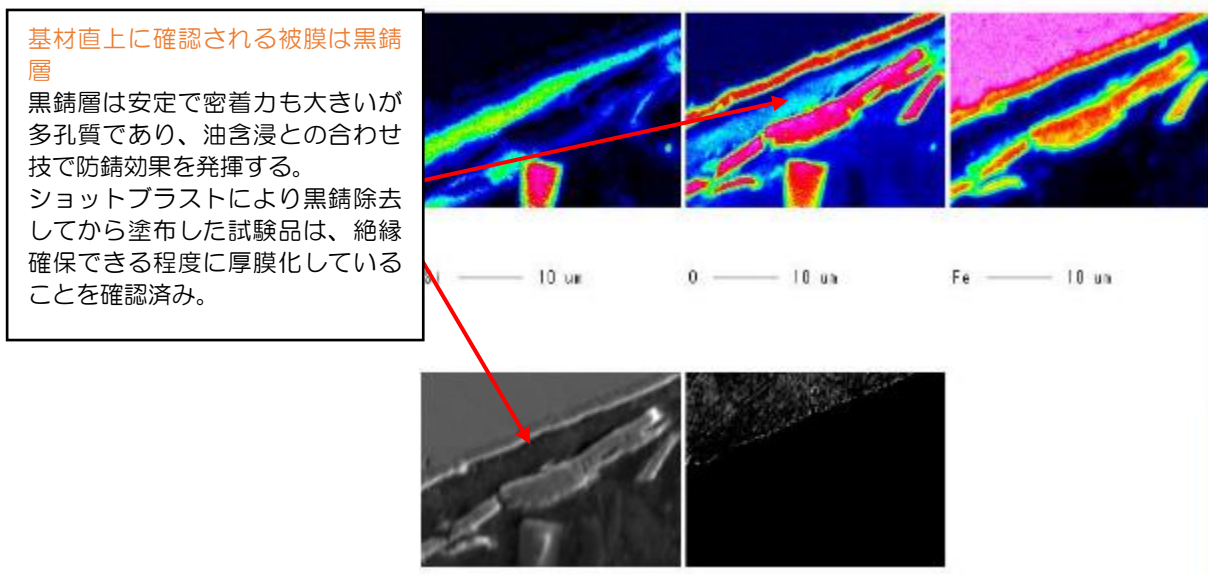 基材直上に確認される被膜は黒錆
層
黒錆層は安定で密着力も大きいが
多孔質であり、油含浸との合わせ
技で防錆効果を発揮する。
ショットブラストにより黒錆除去
してから塗布した試験品は、絶縁
確保できる程度に厚膜化している
ことを確認済み。
10 um
O 10 um
Fe 10 um